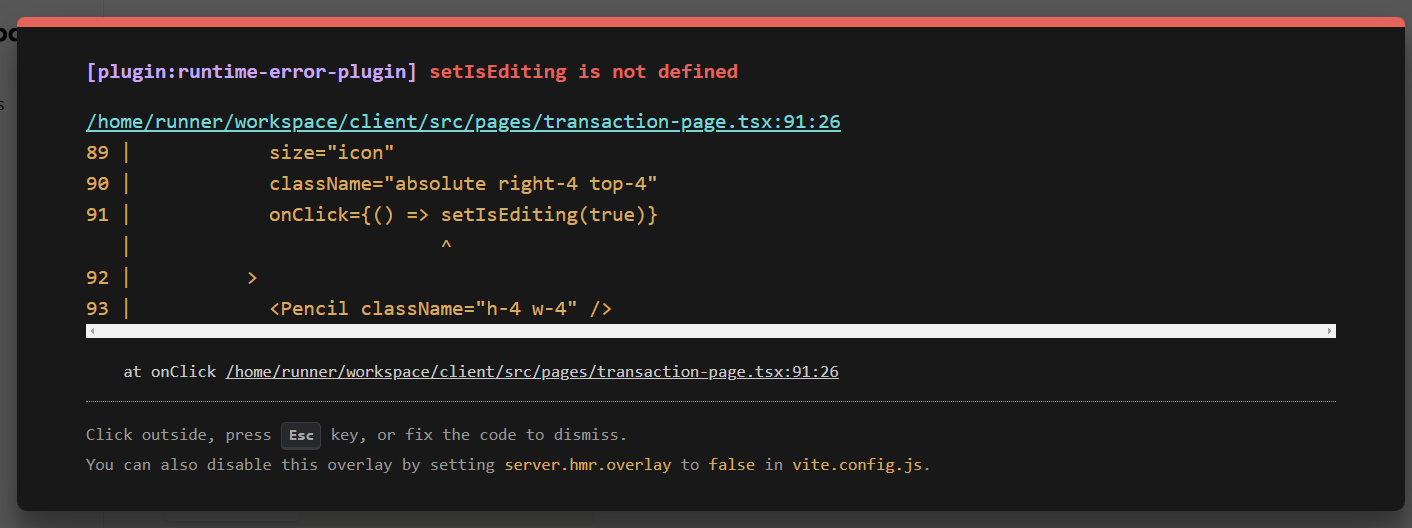 [plugin:runtime-error-plugin] setIsEditing is not defined
/home/runner/workspace/client/src/pages/transaction-page.tsx:91:26
89 |            size="icon"
90 |            className="absolute right-4 top-4"
91 |            onClick={() => setIsEditing(true)}
   |                           ^
92 |          >
93 |            <Pencil className="h-4 w-4" />
at onClick /home/runner/workspace/client/src/pages/transaction-page.tsx:91:26
Click outside, press Esc key, or fix the code to dismiss.
You can also disable this overlay by setting server.hmr.overlay to false in vite.config.js.